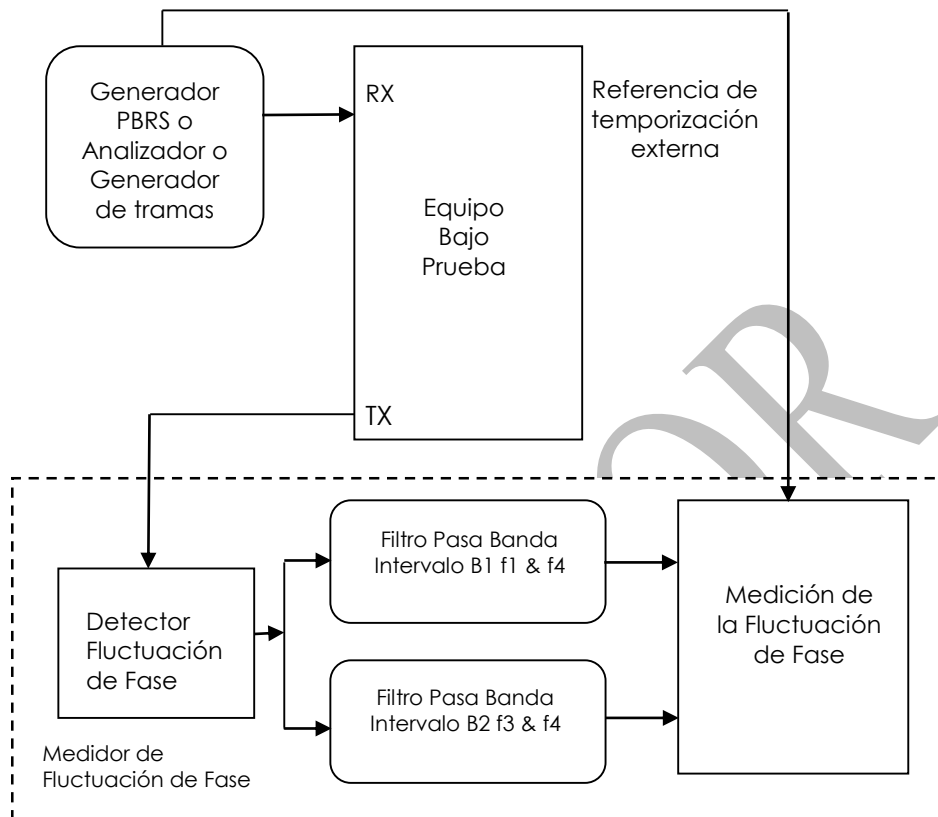 Generador
PBRS o
Analizador o
Generador
de tramas
RX
Equipo
Bajo
Prueba
TX
Referencia de
temporización
externa
Filtro Pasa Banda
Intervalo B1 f1 & f4
Detector
Fluctuación
de Fase
Medición de
la Fluctuación
de Fase
Filtro Pasa Banda
Intervalo B2 f3 & f4
Medidor de
Fluctuación de Fase
OR